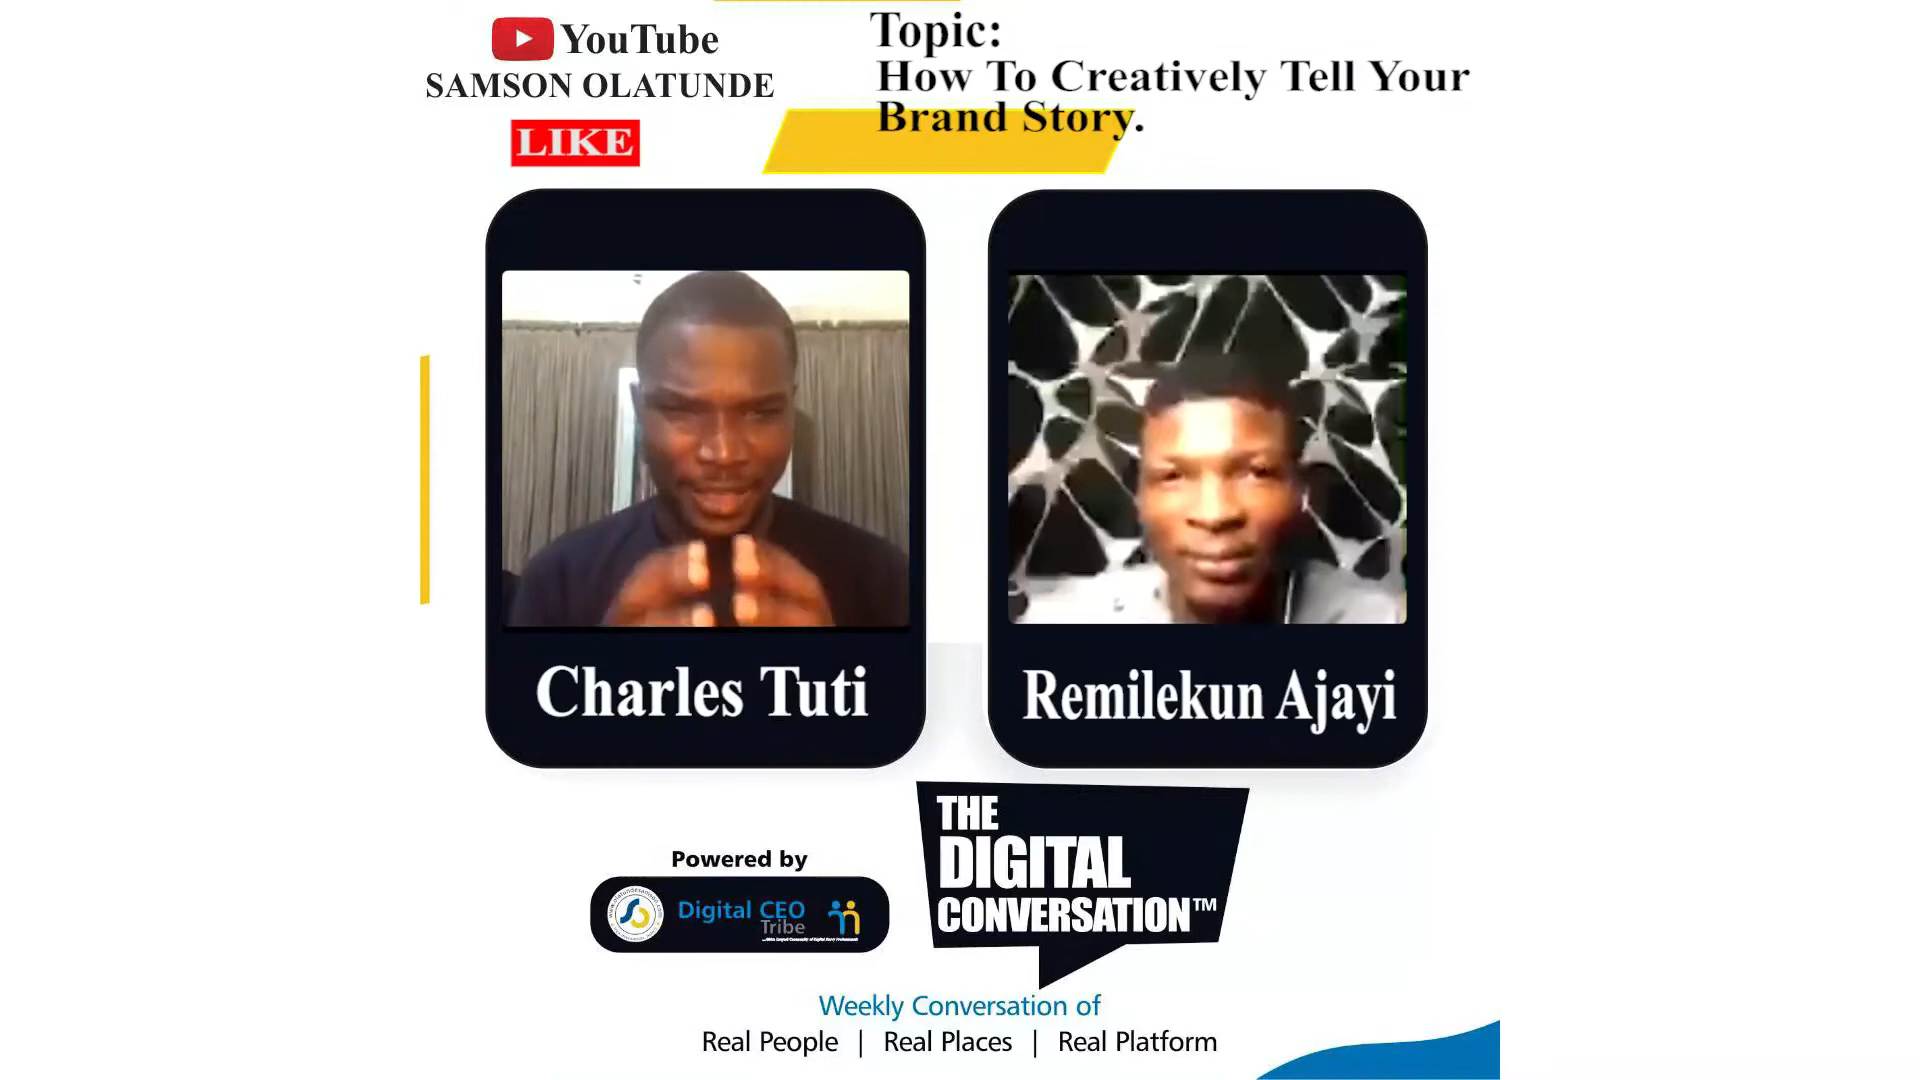 YouTube
SAMSON OLATUNDE
LIKE
Topic:
How To Creatively Tell Your
Brand Story.
Charles Tuti
Remilekun Ajayi
Powered by
Digital CEO
Tribe
THE
DIGITAL
CONVERSATION™
Weekly Conversation of
Real People | Real Places | Real Platform